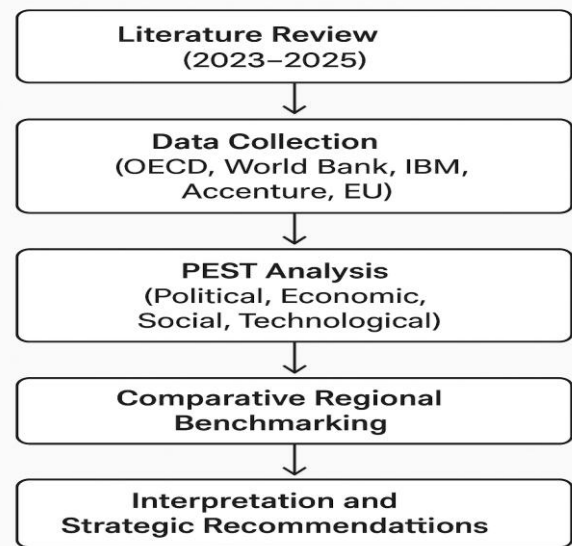 Literature Review
(2023–2025)
Data Collection
(OECD, World Bank, IBM,
Accenture, EU)
PEST Analysis
(Political, Economic,
Social, Technological)
Comparative Regional
Benchmarking
Interpretation and
Strategic Recommendattions